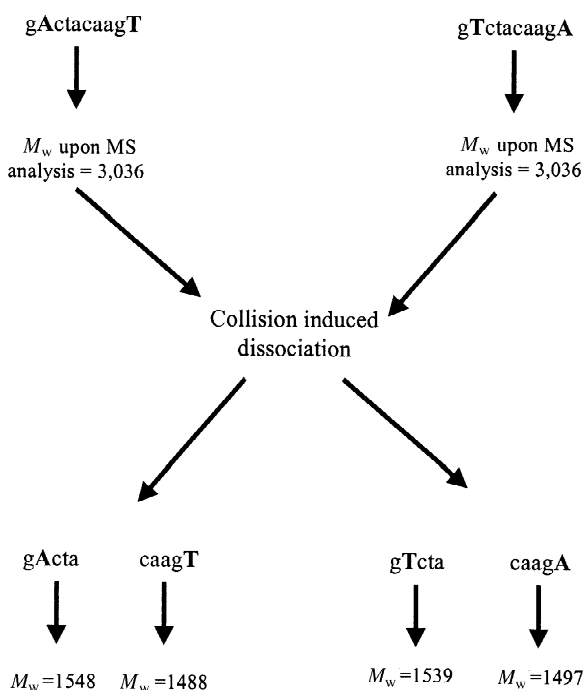 gActacaagT
gTctacaagA
Mw upon MS
analysis = 3,036
Mw upon MS
analysis = 3,036
Collision induced
dissociation
gActa
caagT
gTcta
caagA
Mw=1548
Mw=1488
Mw=1539
Mw=1497